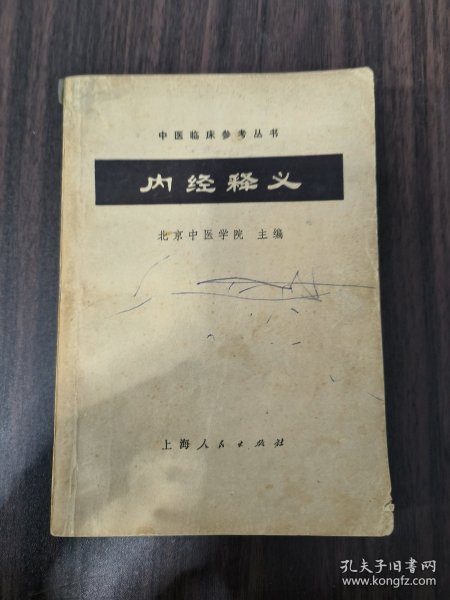 中医临床参考丛书
内经释义
北京中医学院 主编
上海人民出版社
孔夫子旧书网
www.kongfz.com